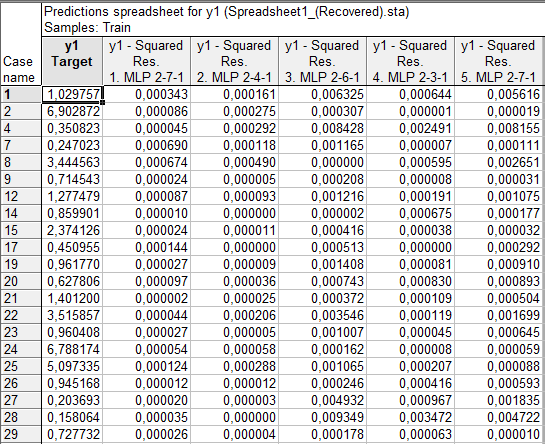 Predictions spreadsheet for y1 (Spreadsheet1_(Recovered).sta)
Samples: Train
Case name y1 Target y1 - Squared Res. 1. MLP 2-7-1 y1 - Squared Res. 2. MLP 2-4-1 y1 - Squared Res. 3. MLP 2-6-1 y1 - Squared Res. 4. MLP 2-3-1 y1 - Squared Res. 5. MLP 2-7-1
1 1,029757 0,000343 0,000161 0,006325 0,000644 0,005616
2 6,902872 0,000086 0,000275 0,000307 0,000001 0,000019
4 0,350823 0,000045 0,000292 0,008428 0,002491 0,008155
7 0,247023 0,000690 0,000118 0,001165 0,000007 0,000111
8 3,444563 0,000674 0,000490 0,000000 0,000595 0,002651
9 0,714543 0,000024 0,000005 0,000208 0,000008 0,000031
12 1,277479 0,000087 0,000093 0,001216 0,000191 0,001075
14 0,859901 0,000010 0,000000 0,000002 0,000675 0,000177
15 2,374126 0,000024 0,000011 0,000416 0,000038 0,000032
17 0,450955 0,000144 0,000000 0,000513 0,000000 0,000292
19 0,961770 0,000027 0,000009 0,001408 0,000081 0,000910
20 0,627806 0,000097 0,000036 0,000743 0,000830 0,000893
21 1,401200 0,000002 0,000025 0,000372 0,000109 0,000504
22 3,515857 0,000044 0,000206 0,003546 0,000119 0,001699
23 0,960408 0,000027 0,000005 0,001007 0,000045 0,000645
24 6,788174 0,000054 0,000058 0,000162 0,000008 0,000059
25 5,097335 0,000124 0,000288 0,001065 0,000207 0,000088
26 0,945168 0,000012 0,000012 0,000246 0,000416 0,000593
27 0,203693 0,000020 0,000003 0,004932 0,000967 0,001835
28 0,158064 0,000035 0,000000 0,009349 0,003472 0,004722
29 0,727732 0,000026 0,000004 0,000178 0,000063 0,000010